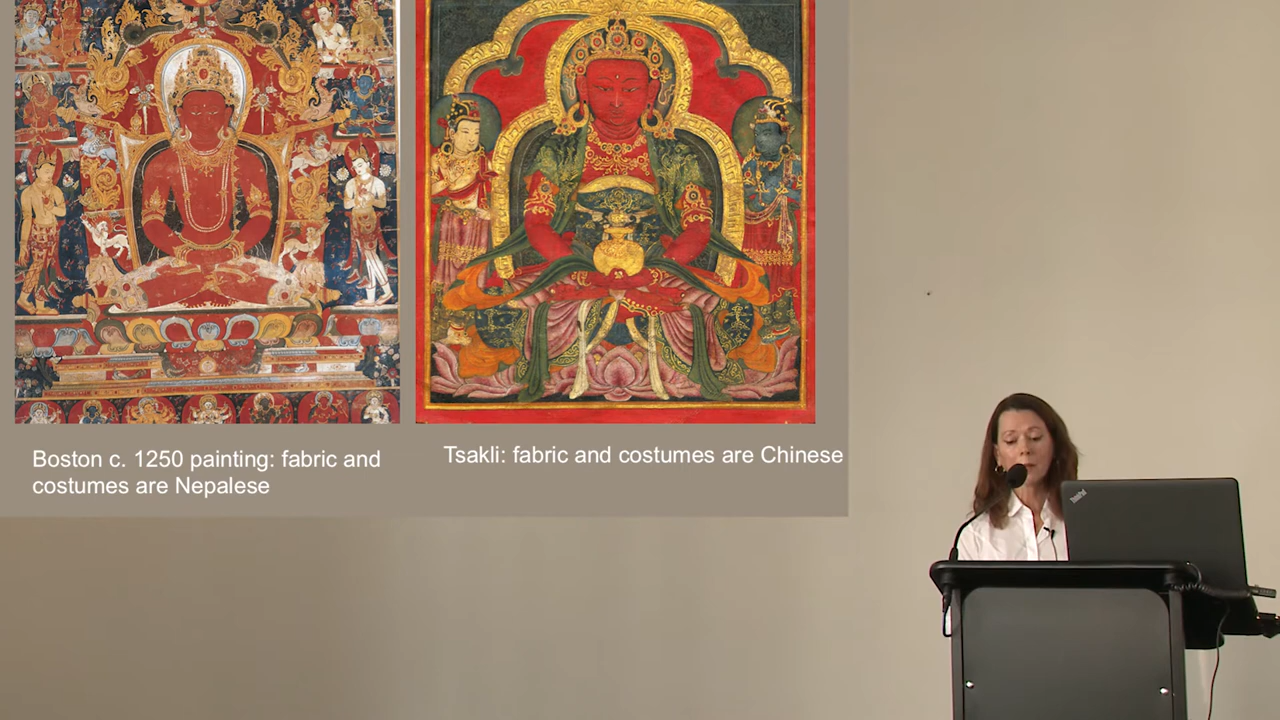 Boston c. 1250 painting: fabric and
costumes are Nepalese
Tsakli: fabric and costumes are Chinese
ThinkPad